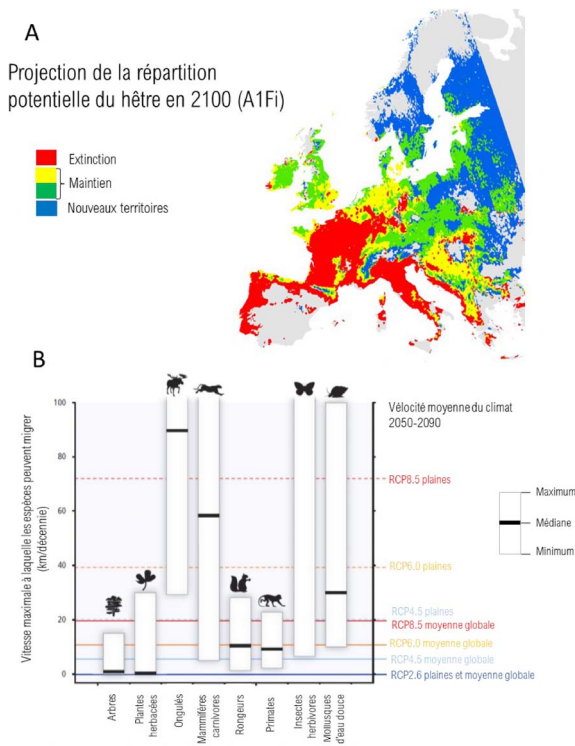 A
Projection de la répartition
potentielle du hêtre en 2100 (A1Fi)
Extinction
Maintien
Nouveaux territoires
B
Vitesse maximale à laquelle les espèces peuvent migrer
(km/décennie)
100
80
60
40
20
0
Vélocité moyenne du climat
2050-2090
RCP8.5 plaines
RCP6.0 plaines
RCP4.5 plaines
RCP8.5 moyenne globale
RCP6.0 moyenne globale
RCP4.5 moyenne globale
RCP2.6 plaines et moyenne globale
Maximum
Médiane
Minimum
Arbres
Plantes
herbacées
Ongulés
Mammifères
carnivores
Rongeurs
Primates
Insectes
herbivores
Mollusques
d'eau douce